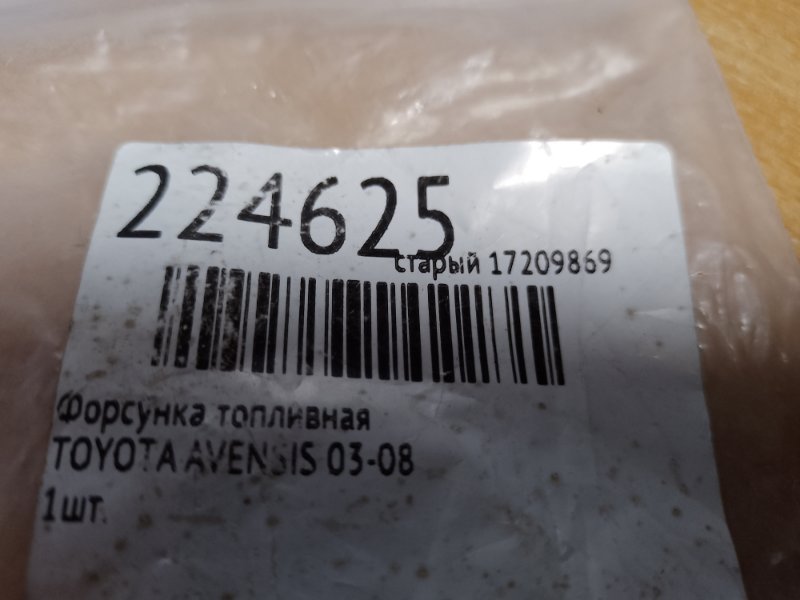 224625
старый 17209869
Форсунка топливная
TOYOTA AVENSIS 03-08
1шт.